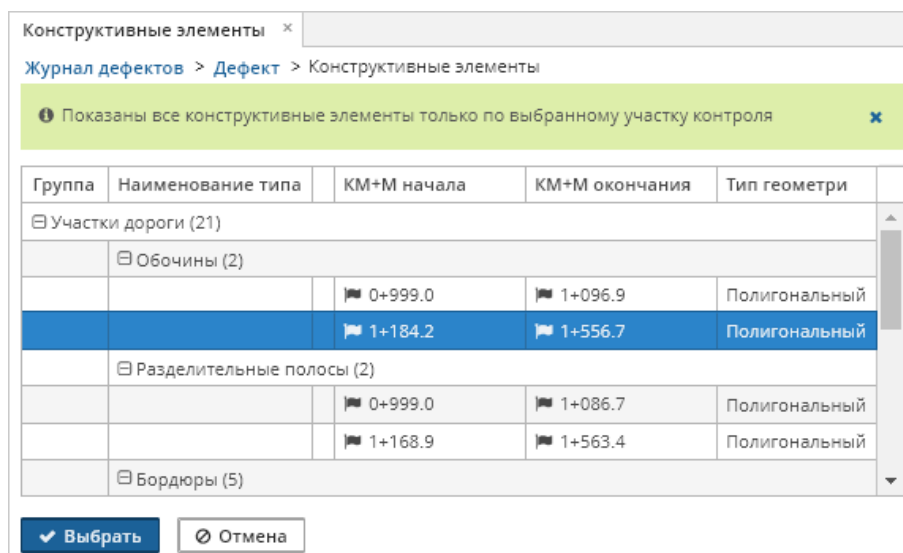 Конструктивные элементы ×
Журнал дефектов > Дефект > Конструктивные элементы
Показаны все конструктивные элементы только по выбранному участку контроля
Группа Наименование типа КМ+М начала КМ+М окончания Тип геометри
Участки дороги (21)
Обочины (2)
0+999.0 1+096.9 Полигональный
1+184.2 1+556.7 Полигональный
Разделительные полосы (2)
0+999.0 1+086.7 Полигональный
1+168.9 1+563.4 Полигональный
Бордюры (5)
Выбрать Отмена